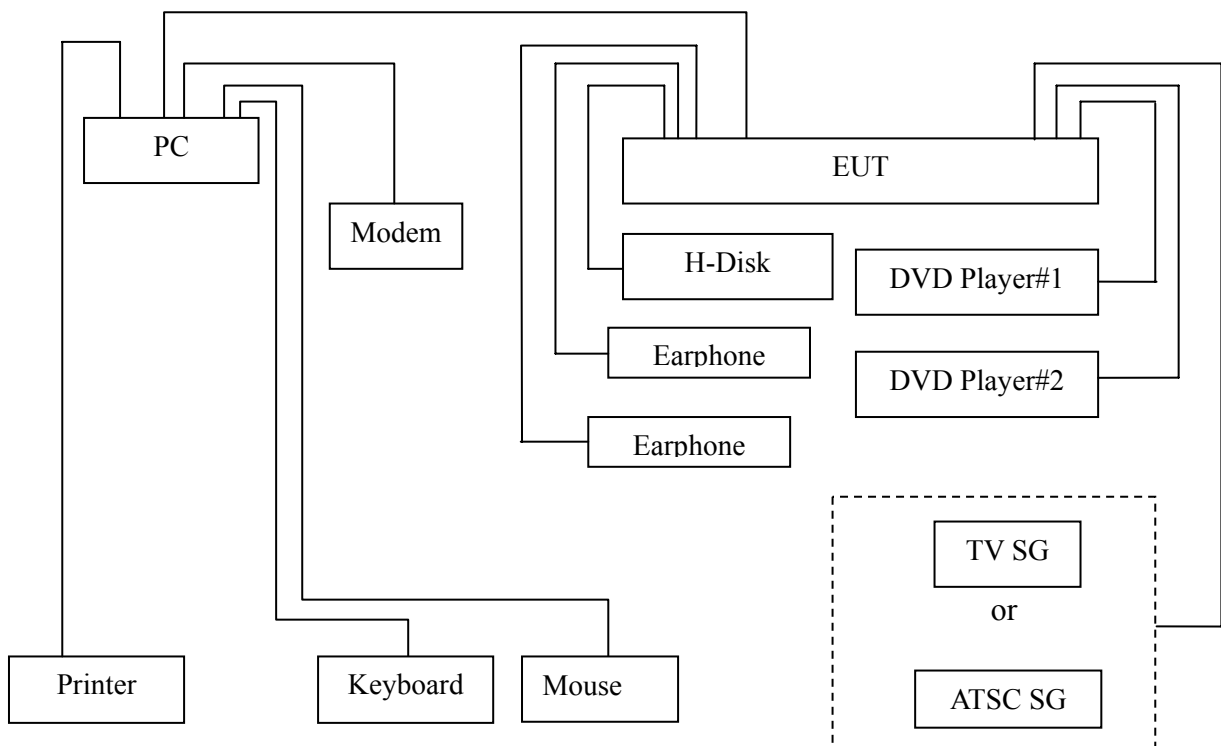 PC
EUT
Modem
H-Disk
DVD Player#1
Earphone
DVD Player#2
Earphone
TV SG
or
Printer
Keyboard
Mouse
ATSC SG